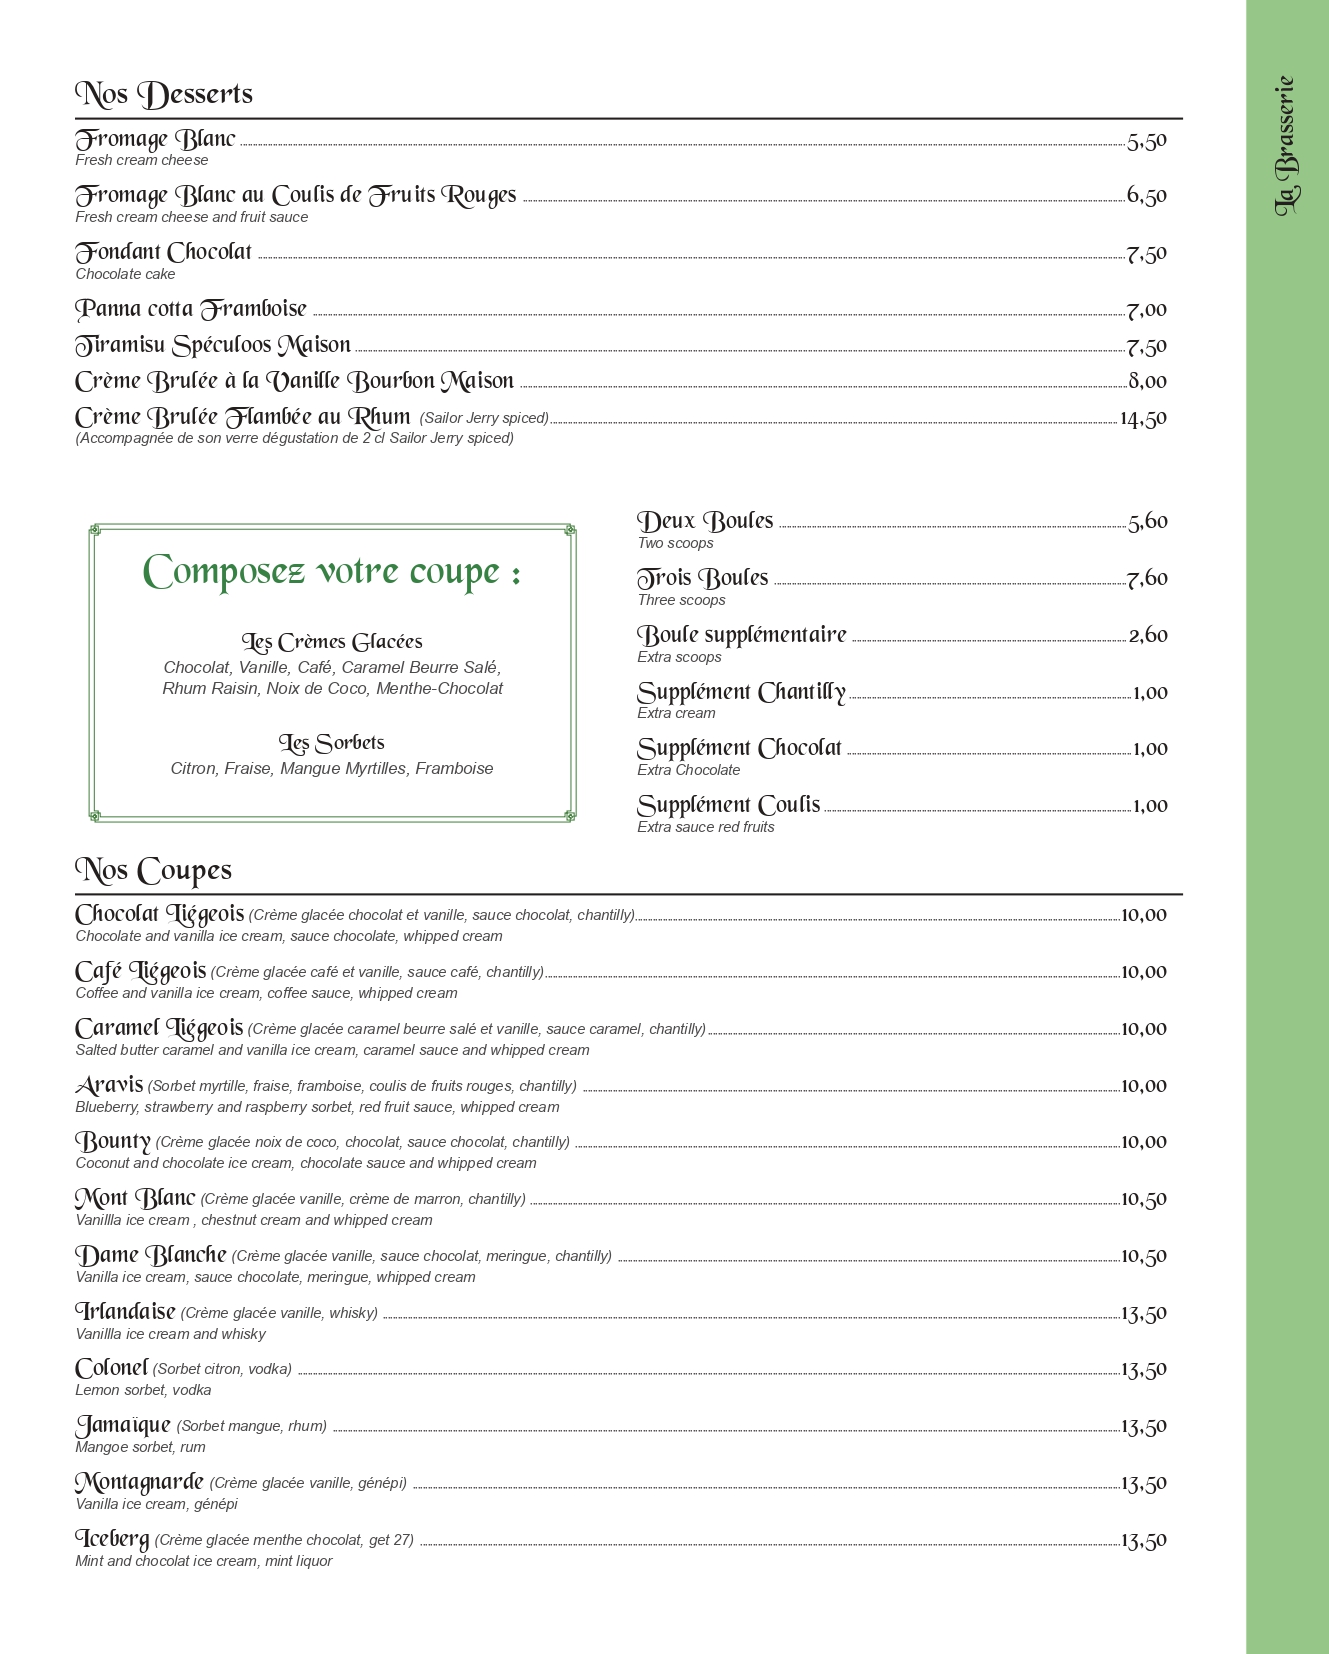 La Brasserie
Nos Desserts
Fromage Blanc 5,50
Fresh cream cheese
Fromage Blanc au Coulis de Fruits Rouges 6,50
Fresh cream cheese and fruit sauce
Fondant Chocolat 7,50
Chocolate cake
Panna cotta Framboise 7,00
Tiramisu Spéculoos Maison 7,50
Crème Brulée à la Vanille Bourbon Maison 8,00
Crème Brulée Flambée au Rhum (Sailor Jerry spiced) 14,50
(Accompagnée de son verre dégustation de 2 cl Sailor Jerry spiced)
Composez votre coupe :
Les Crèmes Glacées
Chocolat, Vanille, Café, Caramel Beurre Salé,
Rhum Raisin, Noix de Coco, Menthe-Chocolat
Les Sorbets
Citron, Fraise, Mangue Myrtilles, Framboise
Deux Boules 5,60
Two scoops
Trois Boules 7,60
Three scoops
Boule supplémentaire 2,60
Extra scoops
Supplément Chantilly 1,00
Extra cream
Supplément Chocolat 1,00
Extra Chocolate
Supplément Coulis 1,00
Extra sauce red fruits
Nos Coupes
Chocolat Liégeois (Crème glacée chocolat et vanille, sauce chocolat, chantilly) 10,00
Chocolate and vanilla ice cream, sauce chocolate, whipped cream
Café Liégeois (Crème glacée café et vanille, sauce café, chantilly) 10,00
Coffee and vanilla ice cream, coffee sauce, whipped cream
Caramel Liégeois (Crème glacée caramel beurre salé et vanille, sauce caramel, chantilly) 10,00
Salted butter caramel and vanilla ice cream, caramel sauce and whipped cream
Aravis (Sorbet myrtille, fraise, framboise, coulis de fruits rouges, chantilly) 10,00
Blueberry, strawberry and raspberry sorbet, red fruit sauce, whipped cream
Bounty (Crème glacée noix de coco, chocolat, sauce chocolat, chantilly) 10,00
Coconut and chocolate ice cream, chocolate sauce and whipped cream
Mont Blanc (Crème glacée vanille, crème de marron, chantilly) 10,50
Vanillla ice cream , chestnut cream and whipped cream
Dame Blanche (Crème glacée vanille, sauce chocolat, meringue, chantilly) 10,50
Vanilla ice cream, sauce chocolate, meringue, whipped cream
Irlandaise (Crème glacée vanille, whisky) 13,50
Vanillla ice cream and whisky
Colonel (Sorbet citron, vodka) 13,50
Lemon sorbet, vodka
Jamaïque (Sorbet mangue, rhum) 13,50
Mangoe sorbet, rum
Montagnarde (Crème glacée vanille, génépi) 13,50
Vanilla ice cream, génépi
Iceberg (Crème glacée menthe chocolat, get 27) 13,50
Mint and chocolat ice cream, mint liquor